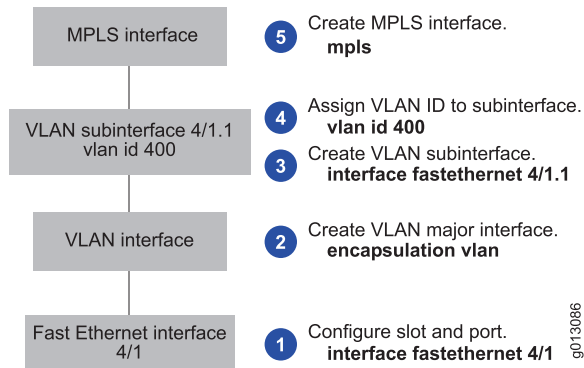 MPLS interface
5
Create MPLS interface.
mpls
VLAN subinterface 4/1.1
vlan id 400
4
Assign VLAN ID to subinterface.
vlan id 400
3
Create VLAN subinterface.
interface fastethernet 4/1.1
VLAN interface
2
Create VLAN major interface.
encapsulation vlan
Fast Ethernet interface
4/1
1
Configure slot and port.
interface fastethernet 4/1
g013086